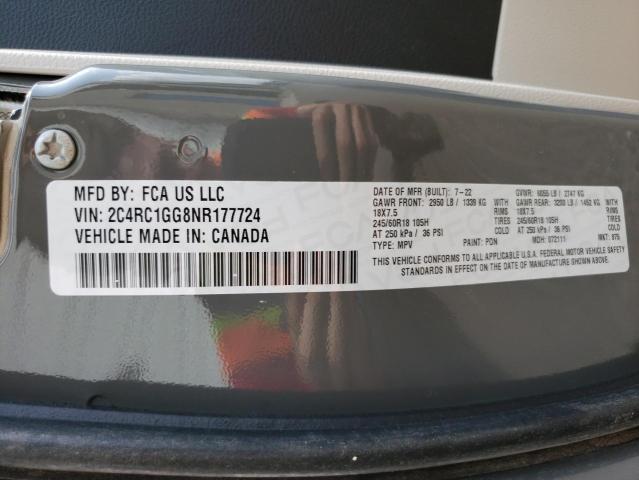 MFD BY: FCA US LLC
VIN: 2C4RC1GG8NR177724
VEHICLE MADE IN: CANADA
DATE OF MFR (BUILT): 7-22 GVWR: 6055 LB / 2747 KG
GAWR FRONT: 2950 LB / 1339 KG GAWR REAR: 3200 LB / 1452 KG
18X7.5 RIMS 18X7.5 RIMS
245/60R18 105H TIRES 245/60R18 105H TIRES
AT 250 kPa / 36 PSI COLD AT 250 kPa / 36 PSI COLD
TYPE: MPV PAINT: PDN MDH: 072111 MKT: 875
THIS VEHICLE CONFORMS TO ALL APPLICABLE U.S.A. FEDERAL MOTOR VEHICLE SAFETY
STANDARDS IN EFFECT ON THE DATE OF MANUFACTURE SHOWN ABOVE.